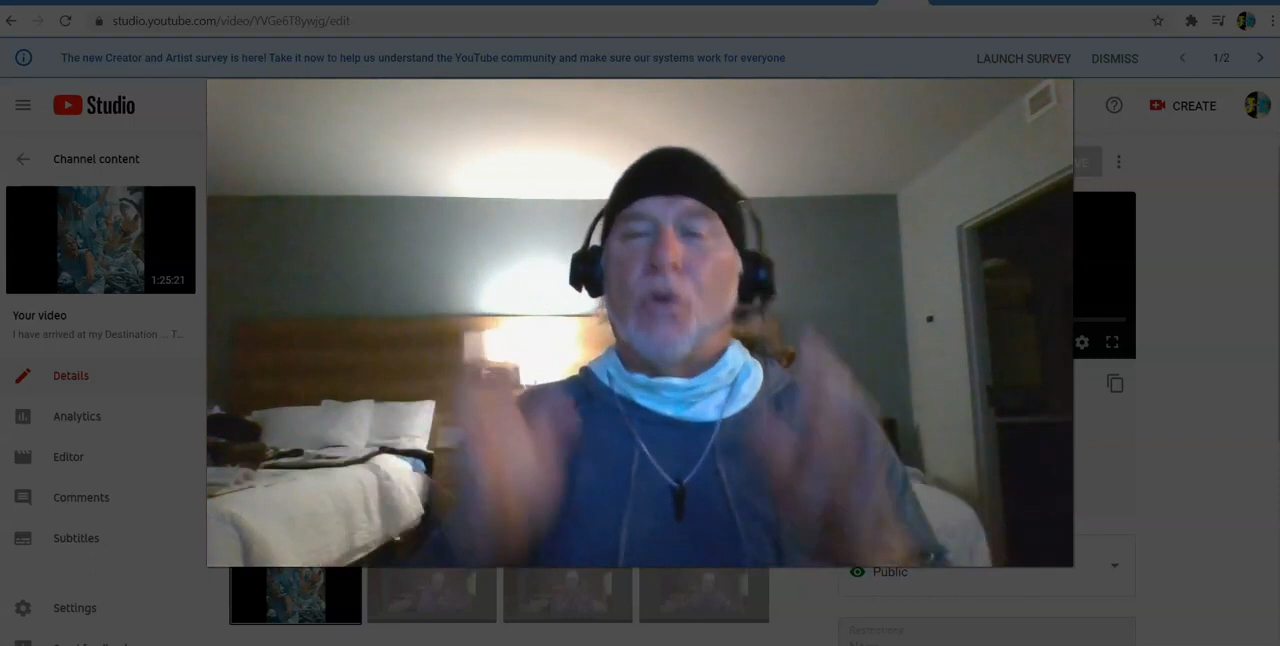 studio.youtube.com/video/YVGe6T8ywjg/edit
The new Creator and Artist survey is here! Take it now to help us understand the YouTube community and make sure our systems work for everyone
LAUNCH SURVEY
DISMISS
1/2
Studio
CREATE
Channel content
VE
1:25:21
Your video
I have arrived at my Destination ... T...
Details
Analytics
Editor
Comments
Subtitles
Public
Settings
Restrictions